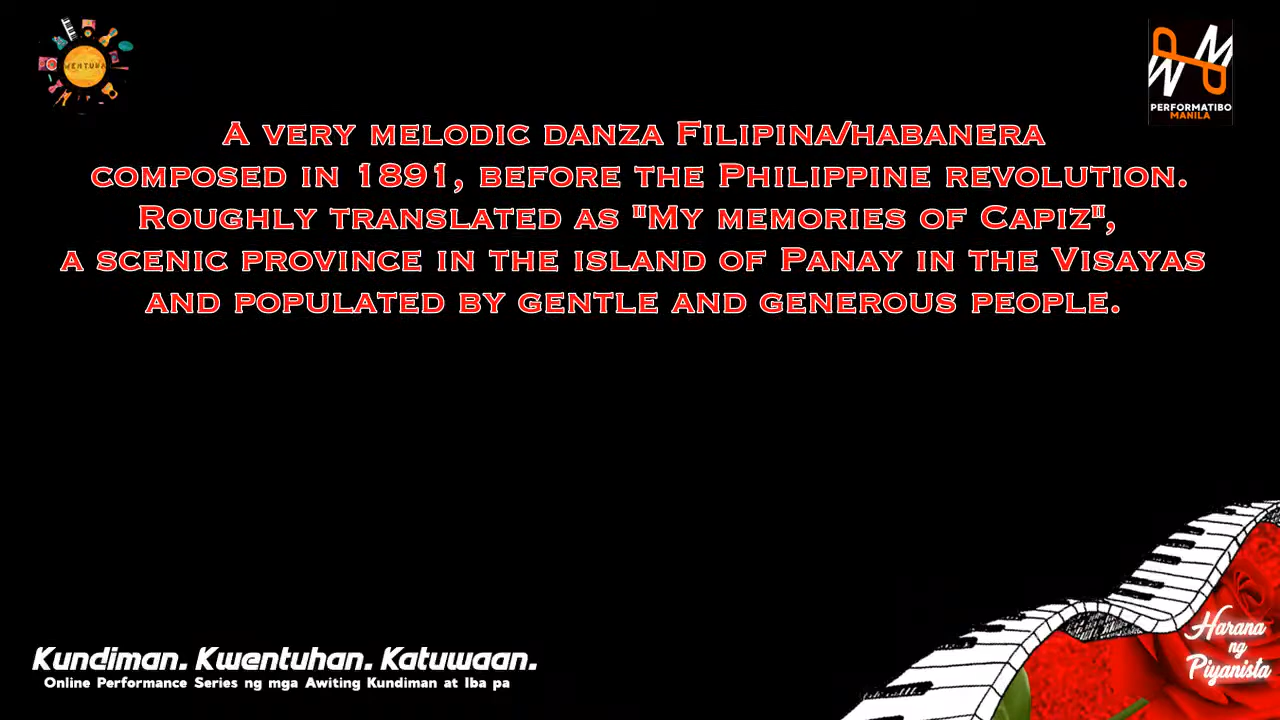 WENTUHA
PERFORMATIBO
MANILA
A VERY MELODIC DANZA FILIPINA/HABANERA
COMPOSED IN 1891, BEFORE THE PHILIPPINE REVOLUTION.
ROUGHLY TRANSLATED AS "MY MEMORIES OF CAPIZ",
A SCENIC PROVINCE IN THE ISLAND OF PANAY IN THE VISAYAS
AND POPULATED BY GENTLE AND GENEROUS PEOPLE.
Harana
ng
Piyanista
Kundiman. Kwentuhan. Katuwaan.
Online Performance Series ng mga Awiting Kundiman at Iba pa